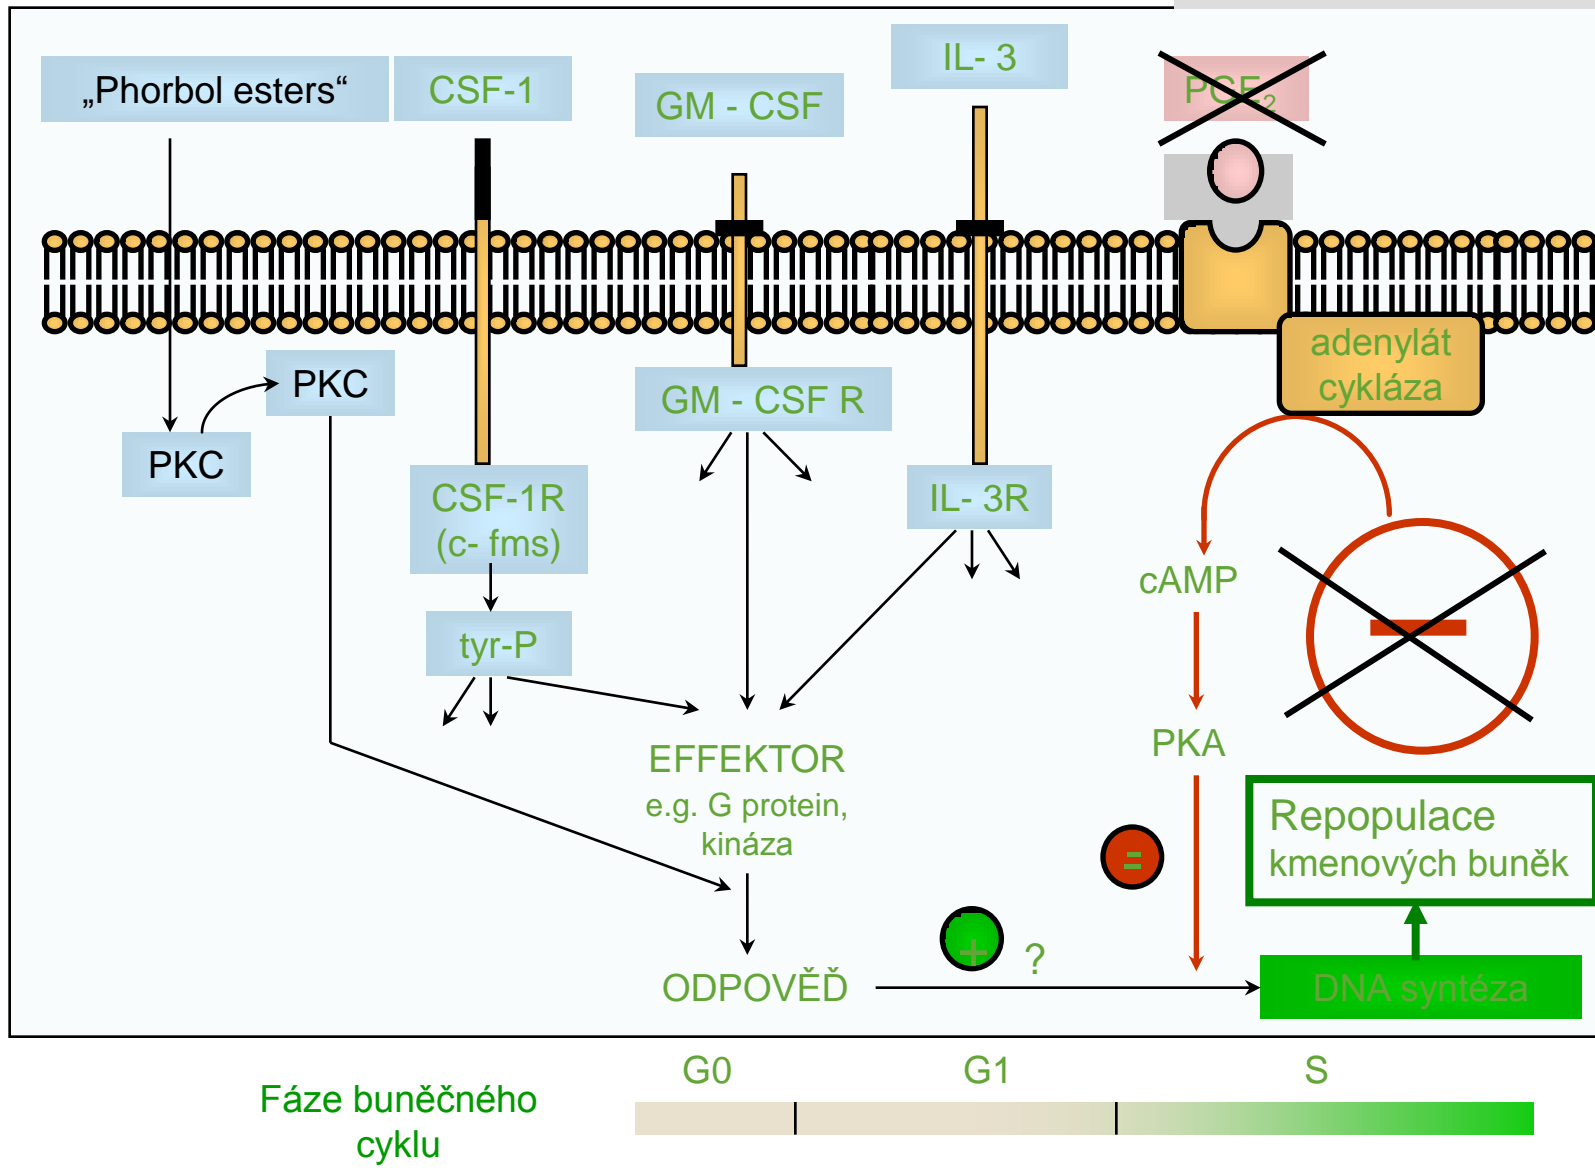 „Phorbol esters“
CSF-1
GM - CSF
IL- 3
PGE2
adenylát
cykláza
PKC
PKC
GM - CSF R
CSF-1R
(c- fms)
IL- 3R
cAMP
tyr-P
PKA
EFFEKTOR
e.g. G protein,
kináza
=
Repopulace
kmenových buněk
+
?
ODPOVĚĎ
DNA syntéza
G0
G1
S
Fáze buněčného
cyklu